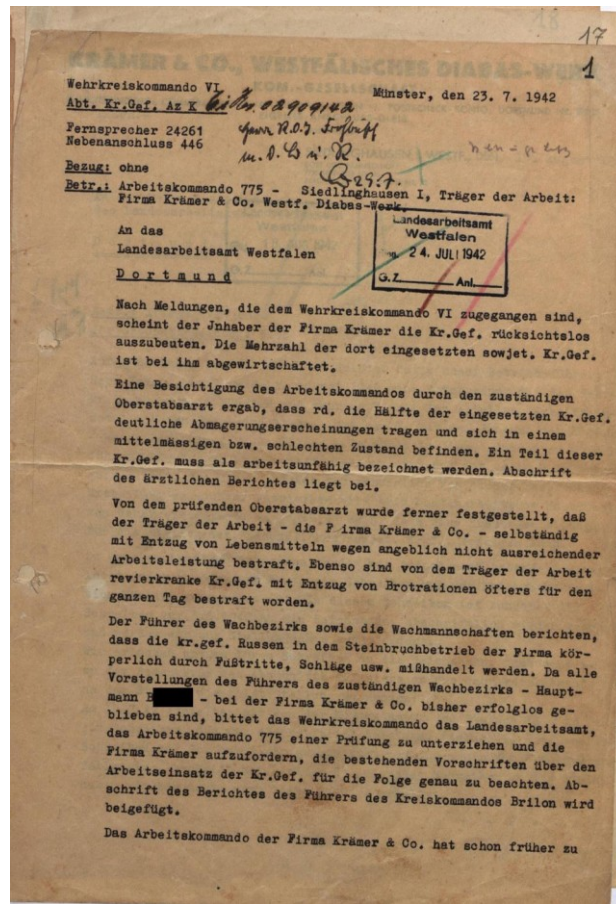 18
17
1
KRÄMER & CO., WESTFÄLISCHES DIABAS-WERK
Wehrkreiskommando VI
Münster, den 23. 7. 1942
Abt. Kr.Gef. Az K
Fernsprecher 24261
Nebenanschluss 446
Herrn R.O.I.
m. d. B u. R.
29.7.
Bezug: ohne
Betr.: Arbeitskommando 775 - Siedlinghausen I, Träger der Arbeit:
Firma Krämer & Co. Westf. Diabas-Werk.
Landesarbeitsamt
Westfalen
24. JULI 1942
G.Z. Anl.
An das
Landesarbeitsamt Westfalen
Dortmund
Nach Meldungen, die dem Wehrkreiskommando VI zugegangen sind,
scheint der Jnhaber der Firma Krämer die Kr.Gef. rücksichtslos
auszubeuten. Die Mehrzahl der dort eingesetzten sowjet. Kr.Gef.
ist bei ihm abgewirtschaftet.
Eine Besichtigung des Arbeitskommandos durch den zuständigen
Oberstabsarzt ergab, dass rd. die Hälfte der eingesetzten Kr.Gef.
deutliche Abmagerungserscheinungen tragen und sich in einem
mittelmässigen bzw. schlechten Zustand befinden. Ein Teil dieser
Kr.Gef. muss als arbeitsunfähig bezeichnet werden. Abschrift
des ärztlichen Berichtes liegt bei.
Von dem prüfenden Oberstabsarzt wurde ferner festgestellt, daß
der Träger der Arbeit - die F irma Krämer & Co. - selbständig
mit Entzug von Lebensmitteln wegen angeblich nicht ausreichender
Arbeitsleistung bestraft. Ebenso sind von dem Träger der Arbeit
revierkranke Kr.Gef. mit Entzug von Brotrationen öfters für den
ganzen Tag bestraft worden.
Der Führer des Wachbezirks sowie die Wachmannschaften berichten,
dass die kr.gef. Russen in dem Steinbruchbetrieb der Firma kör-
perlich durch Fußtritte, Schläge usw. mißhandelt werden. Da alle
Vorstellungen des Führers des zuständigen Wachbezirks - Haupt-
mann B - bei der Firma Krämer & Co. bisher erfolglos ge-
blieben sind, bittet das Wehrkreiskommando das Landesarbeitsamt,
das Arbeitskommando 775 einer Prüfung zu unterziehen und die
Firma Krämer aufzufordern, die bestehenden Vorschriften über den
Arbeitseinsatz der Kr.Gef. für die Folge genau zu beachten. Ab-
schrift des Berichtes des Führers des Kreiskommandos Brilon wird
beigefügt.
Das Arbeitskommando der Firma Krämer & Co. hat schon früher zu